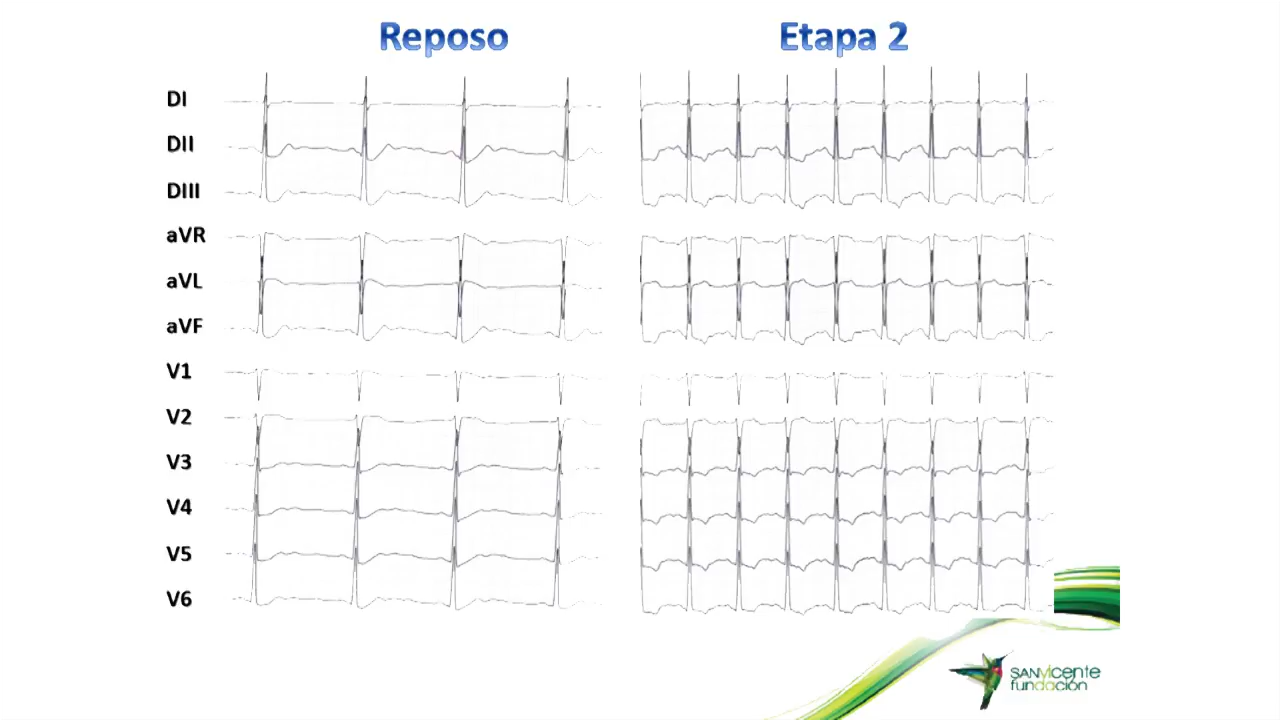 Reposo
Etapa 2
DI
DII
DIII
aVR
aVL
aVF
V1
V2
V3
V4
V5
V6
SANVICENTE
fundación